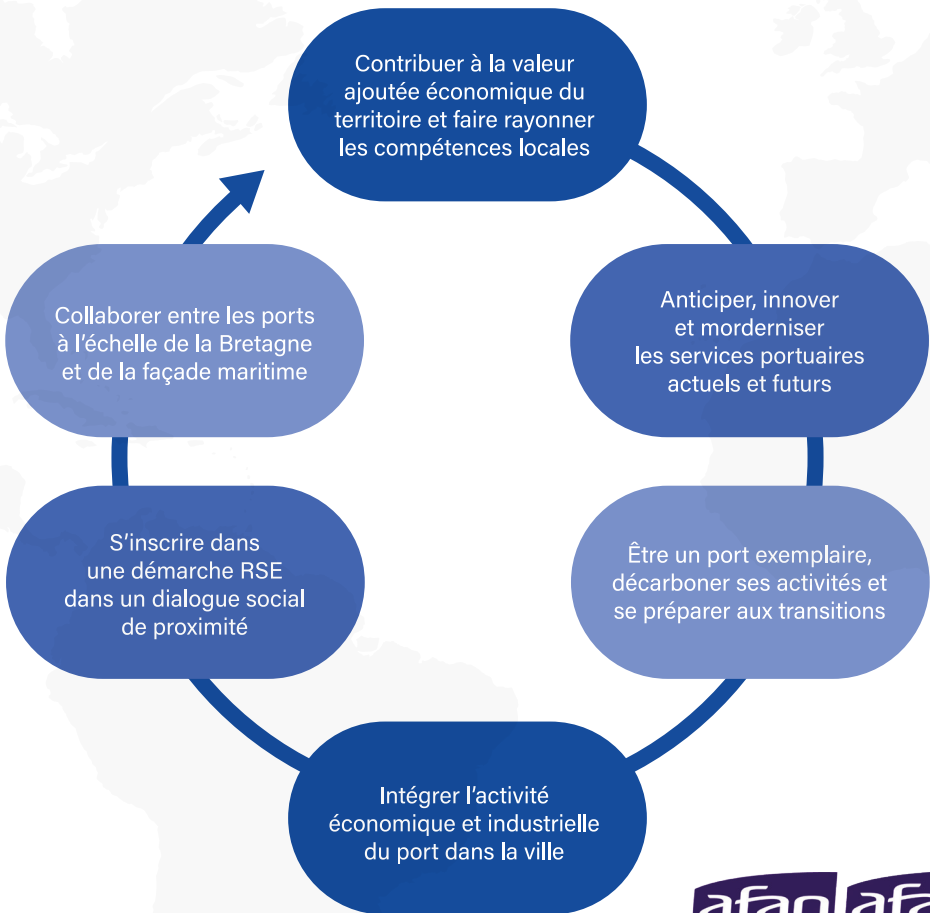 Contribuer à la valeur
ajoutée économique du
territoire et faire rayonner
les compétences locales
Anticiper, innover
et morderniser
les services portuaires
actuels et futurs
Être un port exemplaire,
décarboner ses activités et
se préparer aux transitions
Intégrer l'activité
économique et industrielle
du port dans la ville
S'inscrire dans
une démarche RSE
dans un dialogue social
de proximité
Collaborer entre les ports
à l'échelle de la Bretagne
et de la façade maritime